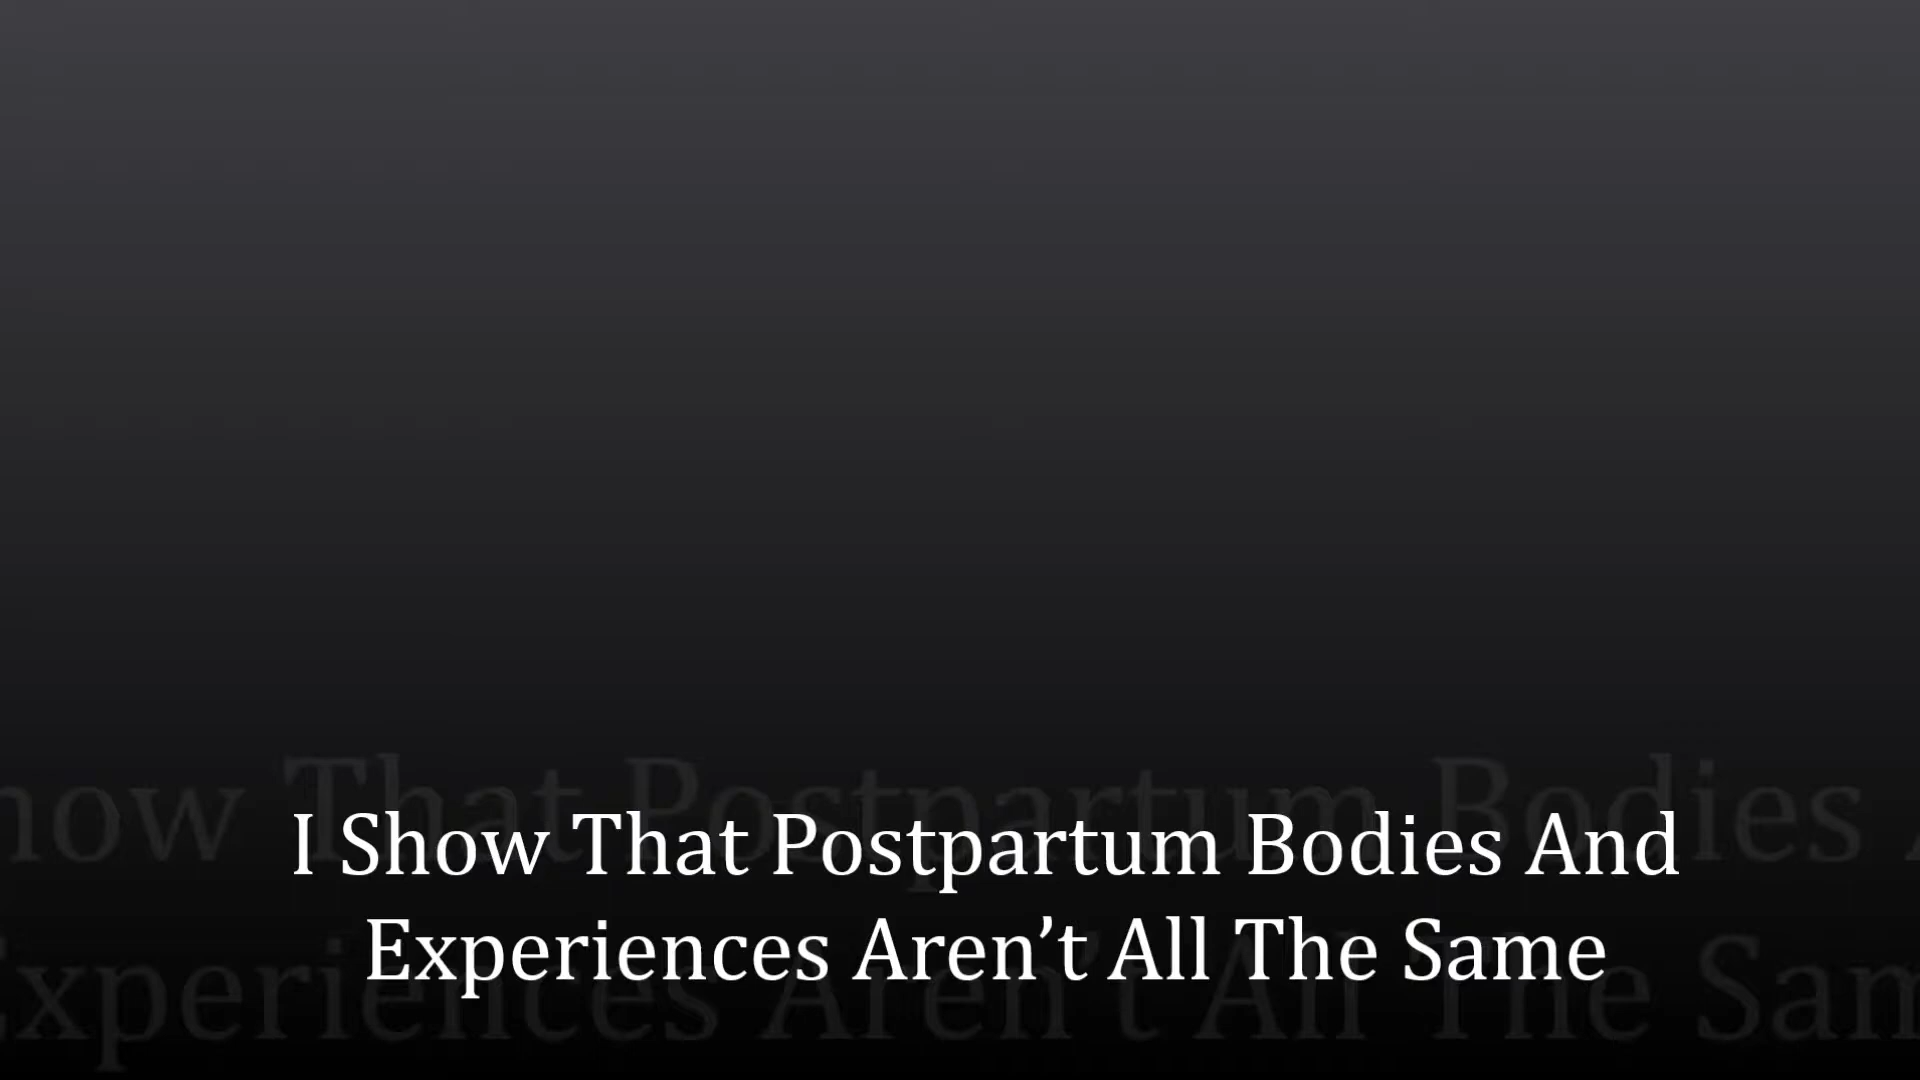 I Show That Postpartum Bodies And
Experiences Aren’t All The Same